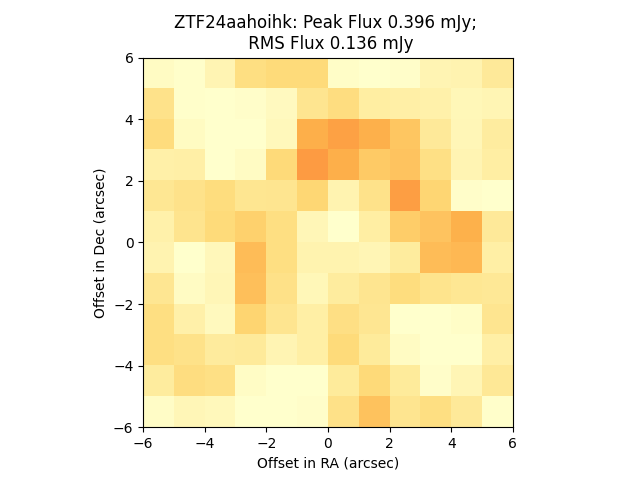 ZTF24aahoihk: Peak Flux 0.396 mJy;
RMS Flux 0.136 mJy
6
4
2
0
−2
−4
−6
Offset in Dec (arcsec)
−6 −4 −2 0 2 4 6
Offset in RA (arcsec)